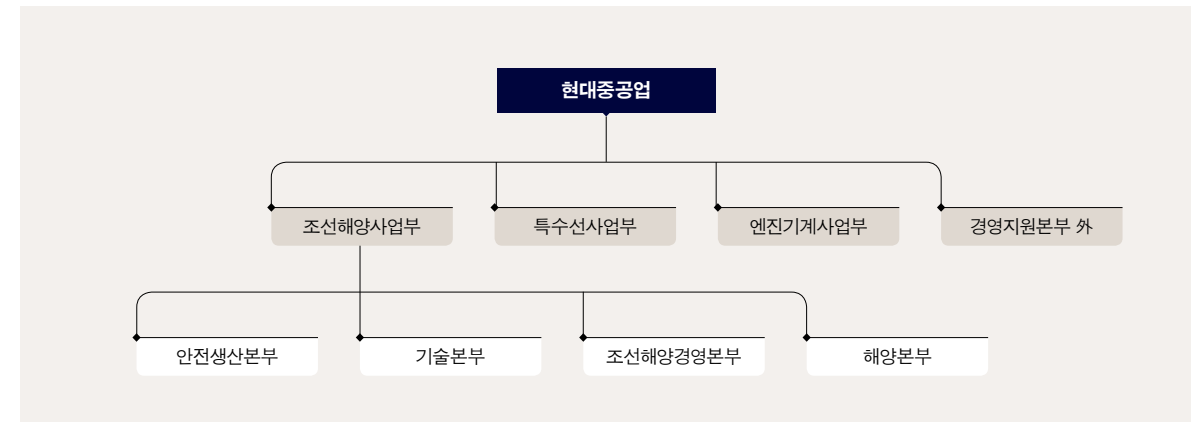 현대중공업
조선해양사업부
특수선사업부
엔진기계사업부
경영지원본부 外
안전생산본부
기술본부
조선해양경영본부
해양본부